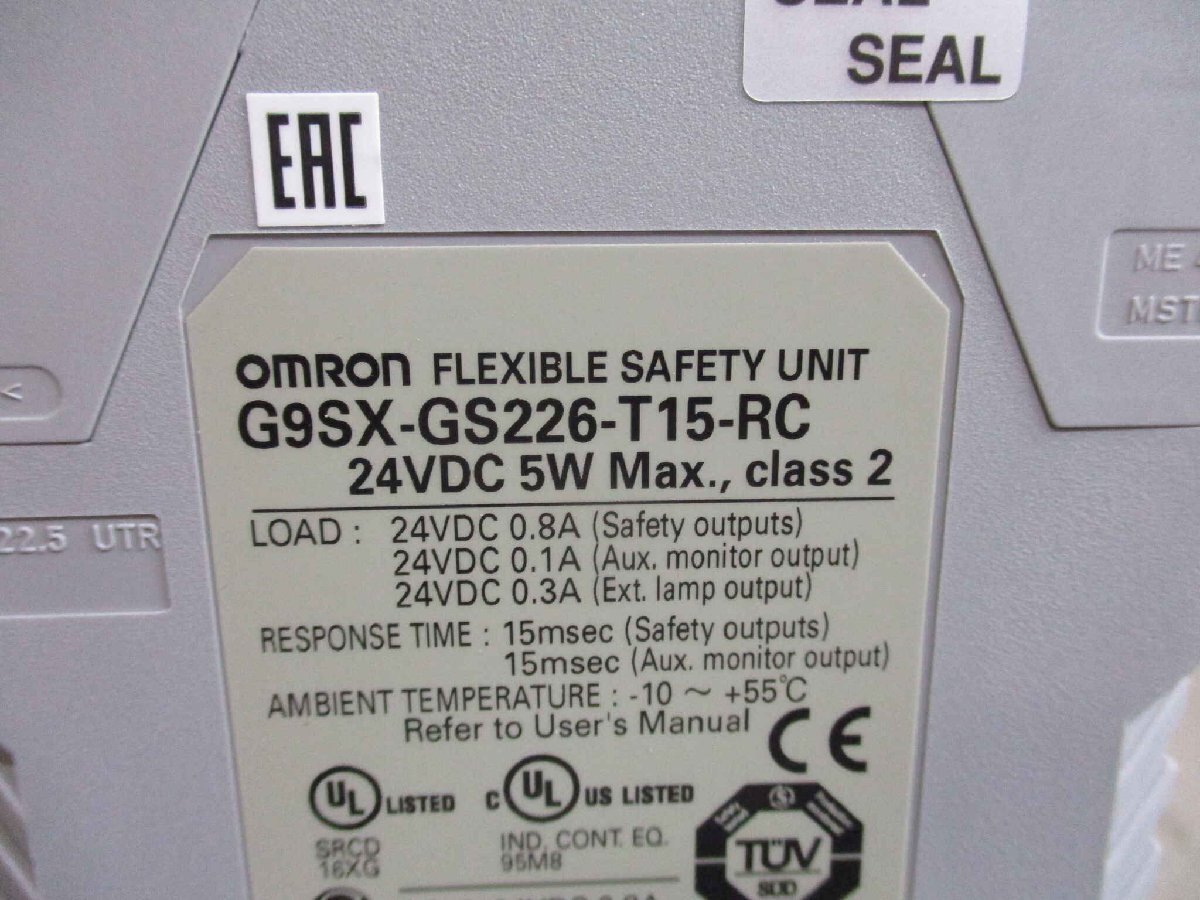 SEAL
EAC
ME
MST
<
22.5 UTR
OMRON FLEXIBLE SAFETY UNIT
G9SX-GS226-T15-RC
24VDC 5W Max., class 2
LOAD : 24VDC 0.8A (Safety outputs)
24VDC 0.1A (Aux. monitor output)
24VDC 0.3A (Ext. lamp output)
RESPONSE TIME : 15msec (Safety outputs)
15msec (Aux. monitor output)
AMBIENT TEMPERATURE : -10 ~ +55℃
Refer to User's Manual
CE
UL LISTED
C UL US LISTED
SRCD
16XG
IND. CONT. EQ.
95M8
TÜV
SÜD